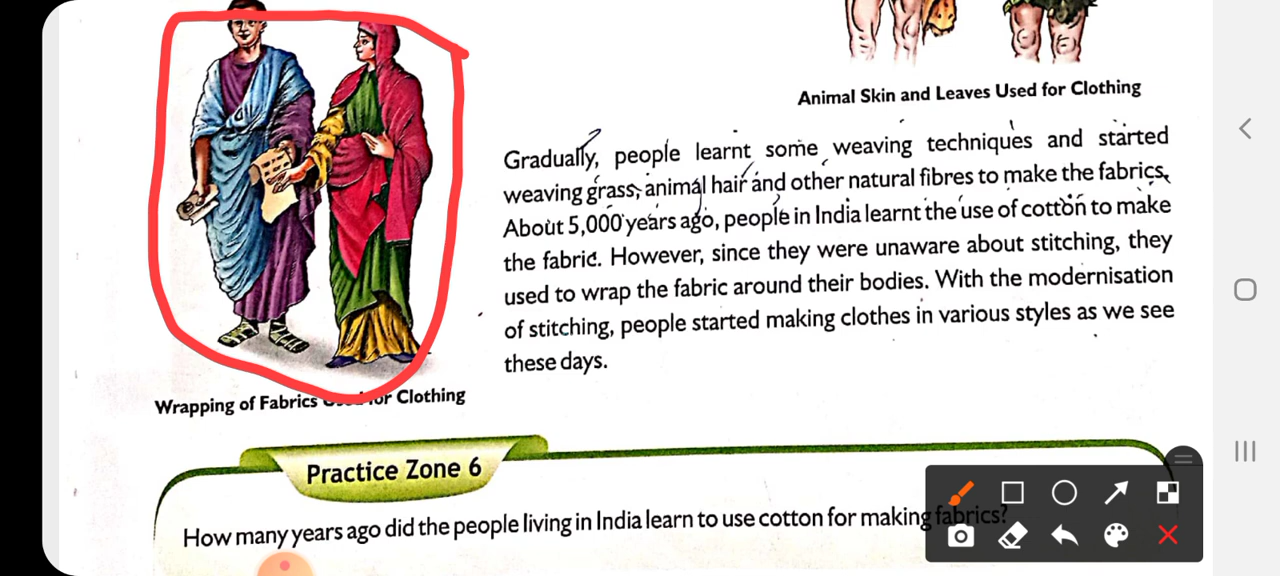 Animal Skin and Leaves Used for Clothing
Gradually, people learnt some weaving techniques and started
weaving grass, animal hair and other natural fibres to make the fabrics.
About 5,000 years ago, people in India learnt the use of cotton to make
the fabric. However, since they were unaware about stitching, they
used to wrap the fabric around their bodies. With the modernisation
of stitching, people started making clothes in various styles as we see
these days.
Wrapping of Fabrics Used for Clothing
Practice Zone 6
How many years ago did the people living in India learn to use cotton for making fabrics?